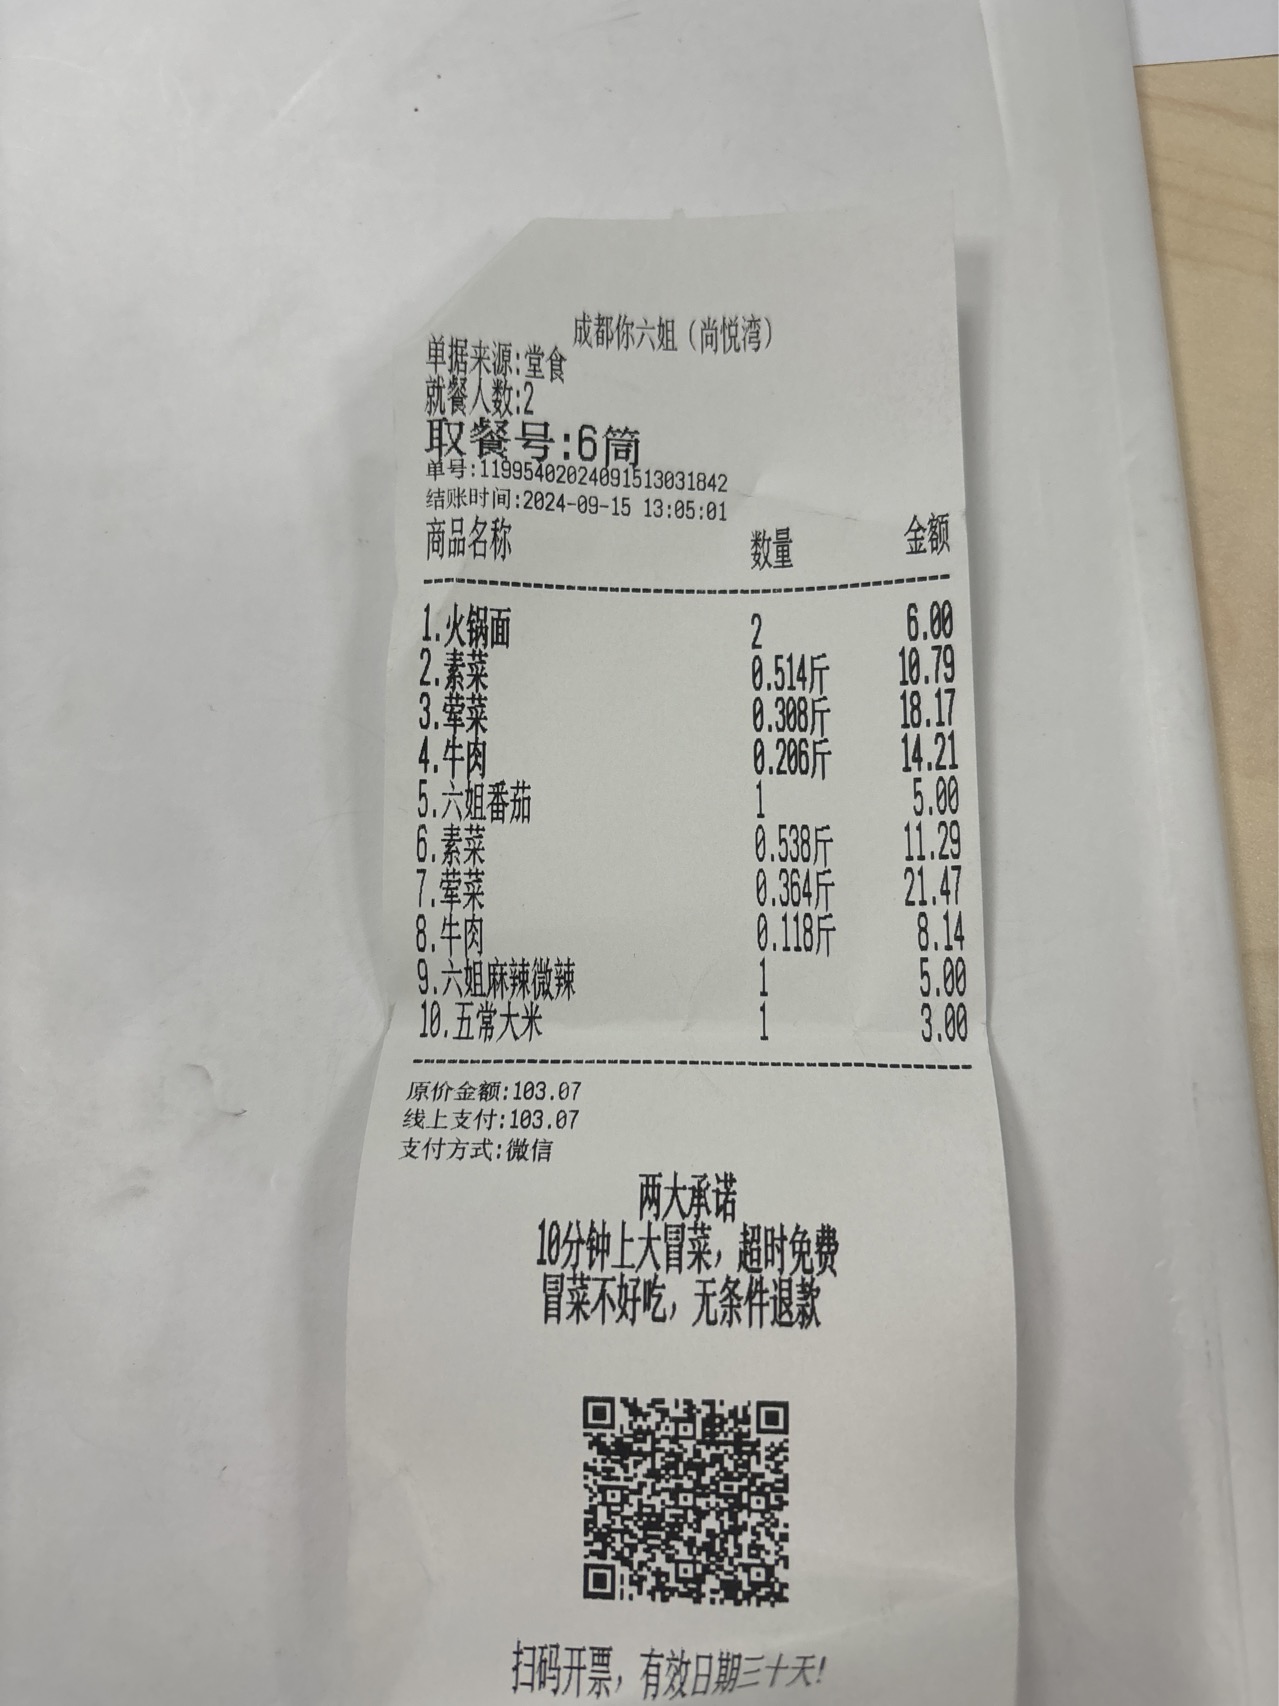 成都你六姐（尚悦湾）
单据来源:堂食
就餐人数:2
取餐号:6筒
单号:11995402024091513031842
结账时间:2024-09-15 13:05:01
商品名称 数量 金额
1.火锅面 2 6.00
2.素菜 0.514斤 10.79
3.荤菜 0.308斤 18.17
4.牛肉 0.206斤 14.21
5.六姐番茄 1 5.00
6.素菜 0.538斤 11.29
7.荤菜 0.364斤 21.47
8.牛肉 0.118斤 8.14
9.六姐麻辣微辣 1 5.00
10.五常大米 1 3.00
原价金额:103.07
线上支付:103.07
支付方式:微信
两大承诺
10分钟上大冒菜，超时免费
冒菜不好吃，无条件退款
扫码开票，有效日期三十天!